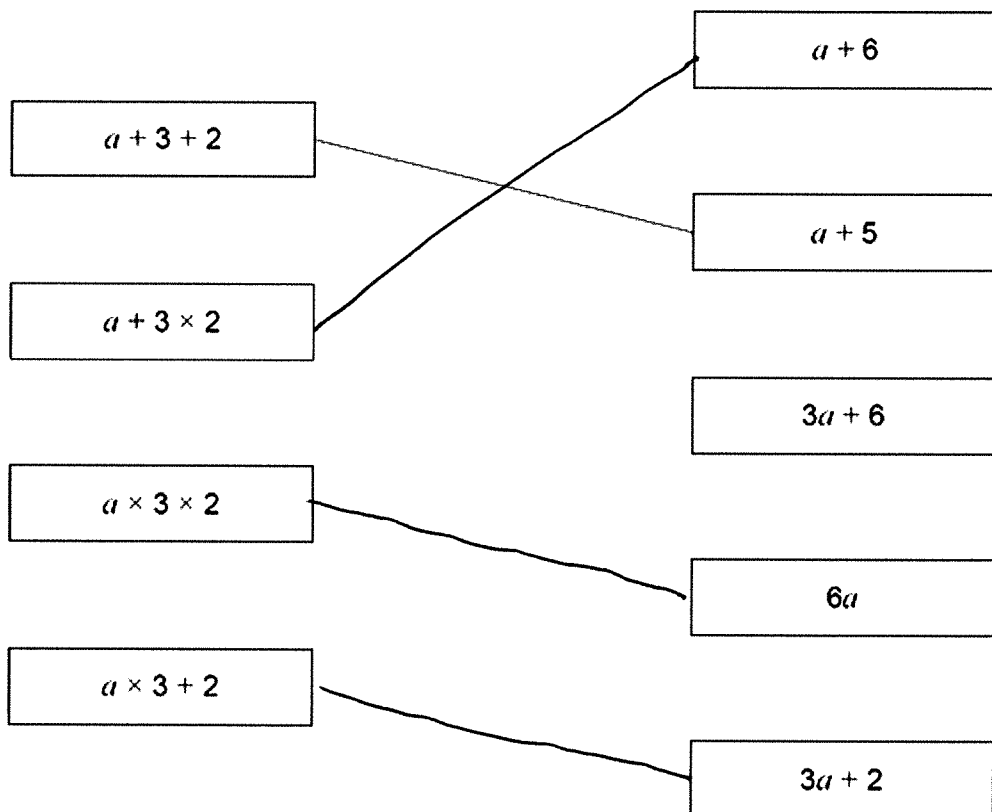 a + 6
a + 3 + 2
a + 5
a + 3 × 2
3a + 6
a × 3 × 2
6a
a × 3 + 2
3a + 2